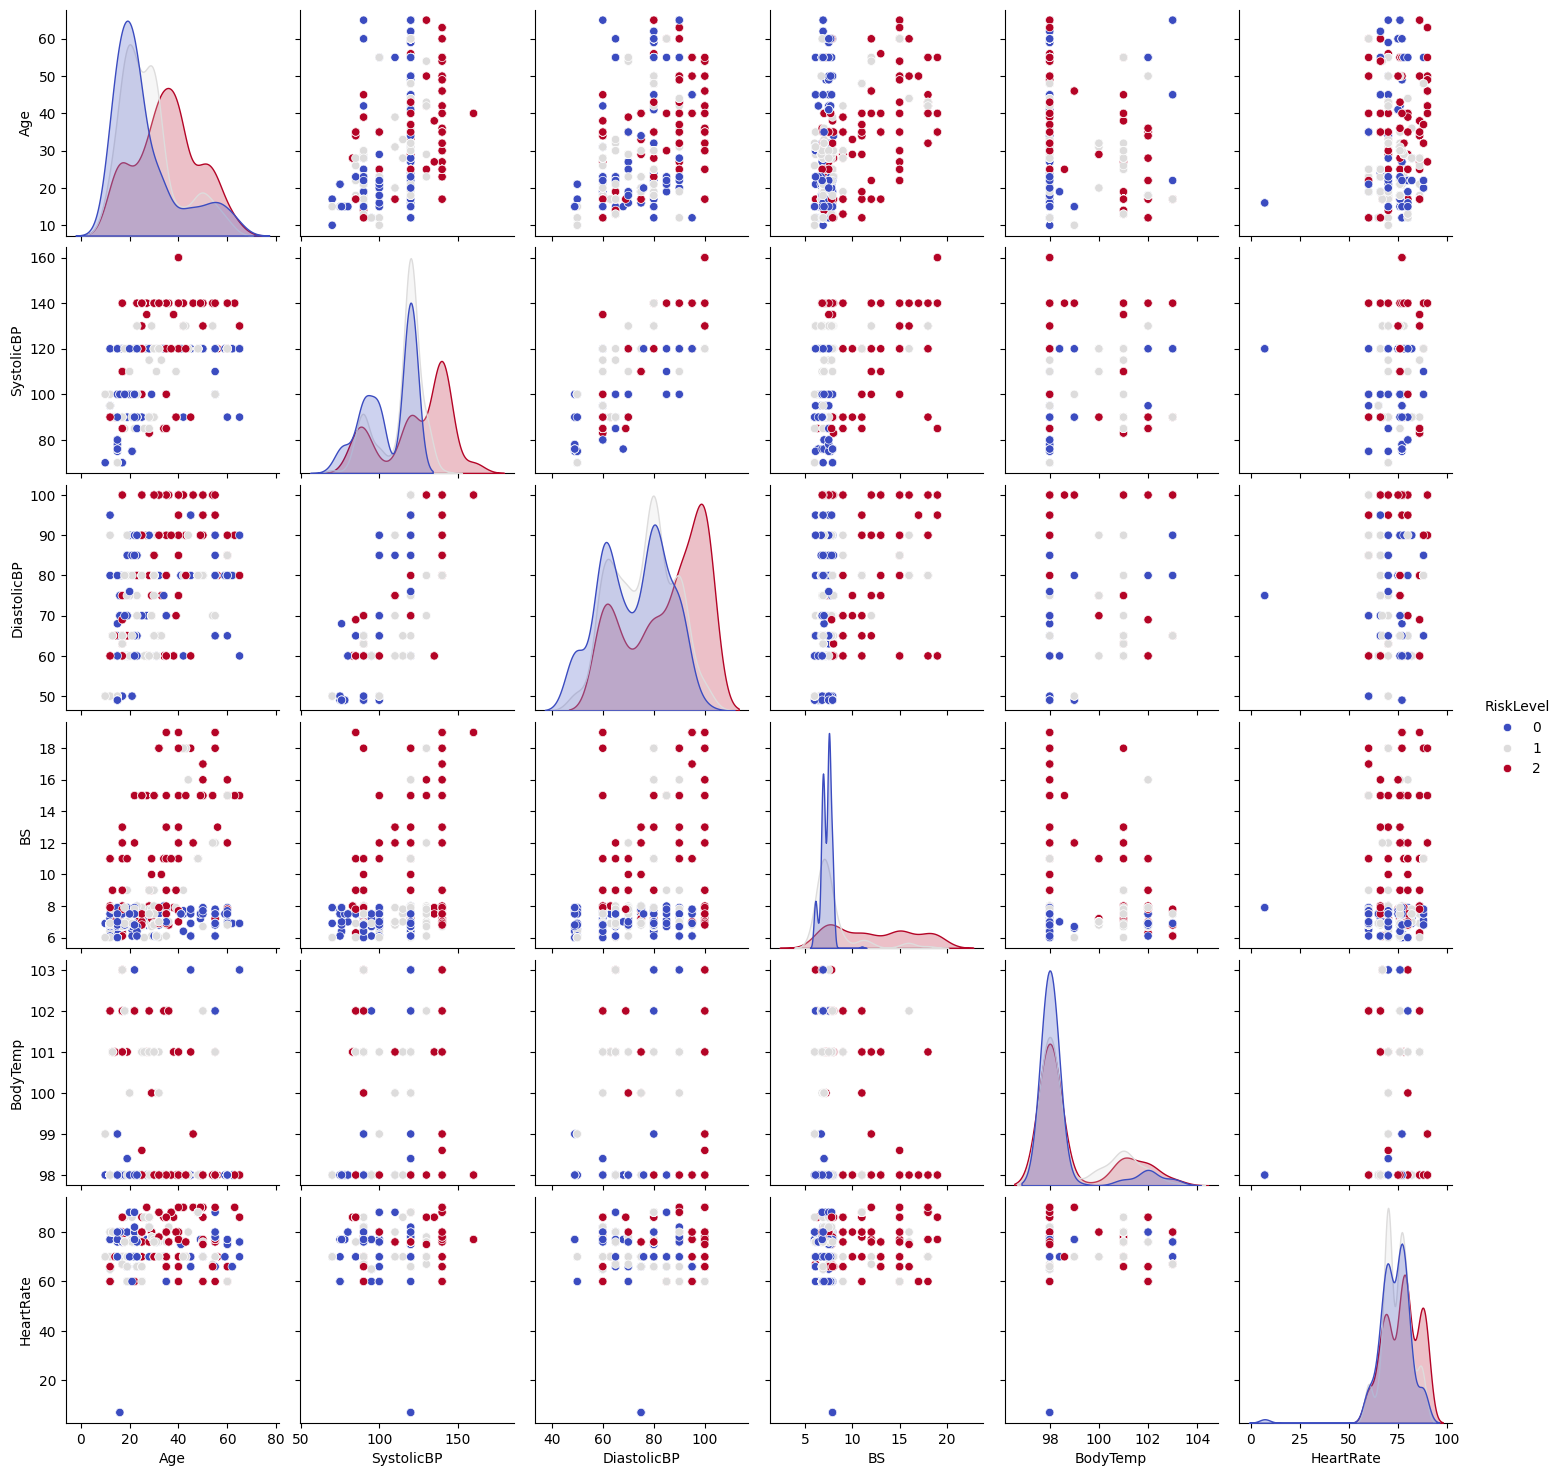 60
50
40
30
20
10
Age
160
140
120
100
80
SystolicBP
100
90
80
70
60
50
DiastolicBP
RiskLevel
0
1
2
18
16
14
12
10
8
6
BS
103
102
101
100
99
98
BodyTemp
80
60
40
20
HeartRate
0 20 40 60 80
50 100 150
40 60 80 100
5 10 15 20
98 100 102 104
0 25 50 75 100
Age SystolicBP DiastolicBP BS BodyTemp HeartRate